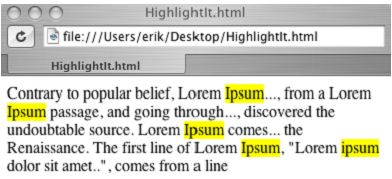 HighlightIt.html
file:///Users/erik/Desktop/HighlightIt.html
HighlightIt.html
Contrary to popular belief, Lorem Ipsum..., from a Lorem
Ipsum passage, and going through..., discovered the
undoubtable source. Lorem Ipsum comes... the
Renaissance. The first line of Lorem Ipsum, "Lorem ipsum
dolor sit amet..", comes from a line